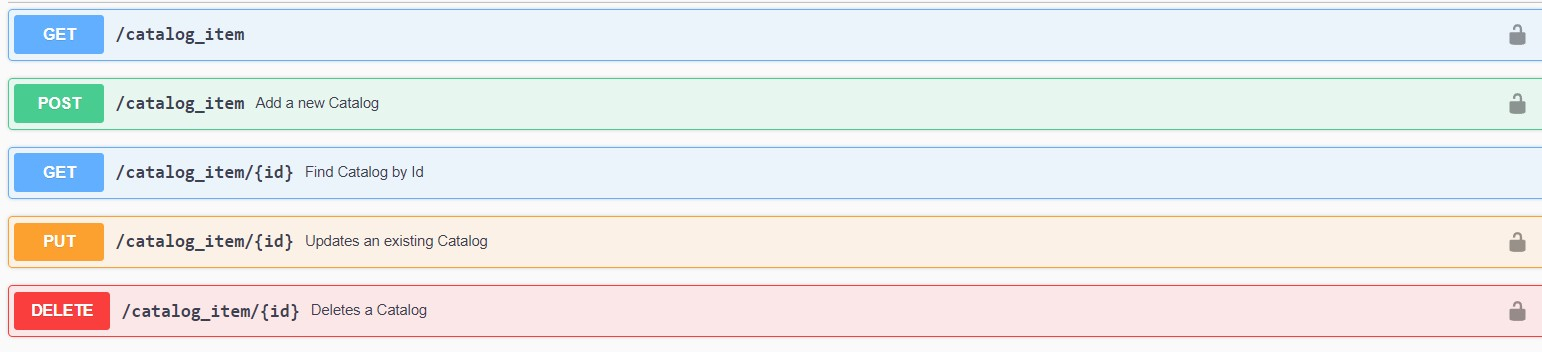 GET /catalog_item
POST /catalog_item Add a new Catalog
GET /catalog_item/{id} Find Catalog by Id
PUT /catalog_item/{id} Updates an existing Catalog
DELETE /catalog_item/{id} Deletes a Catalog